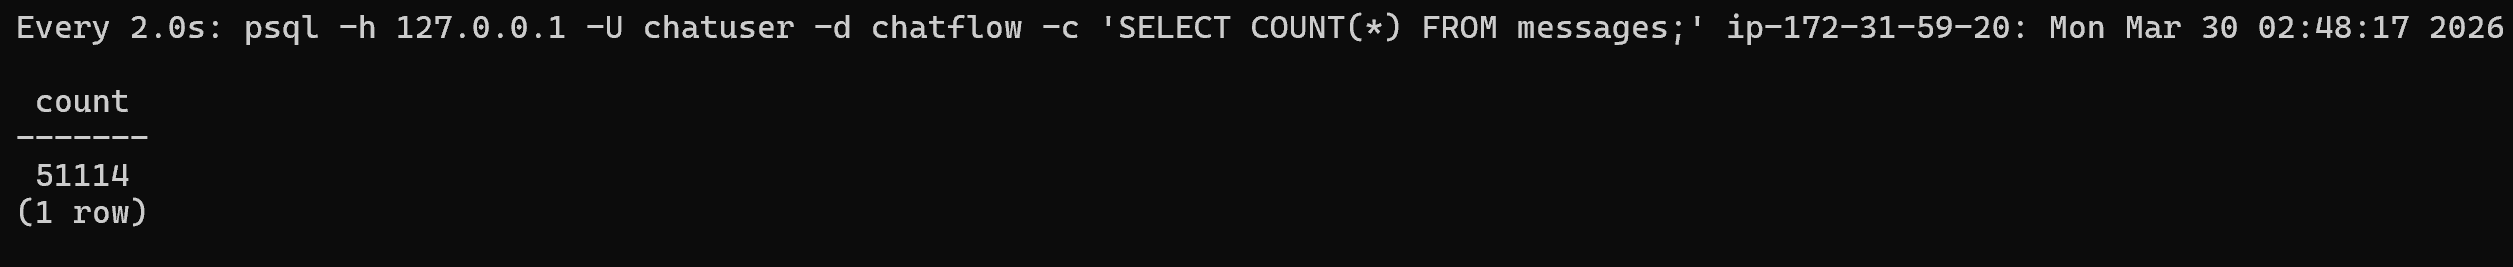 Every 2.0s: psql -h 127.0.0.1 -U chatuser -d chatflow -c 'SELECT COUNT(*) FROM messages;' ip-172-31-59-20: Mon Mar 30 02:48:17 2026
count
-------
51114
(1 row)